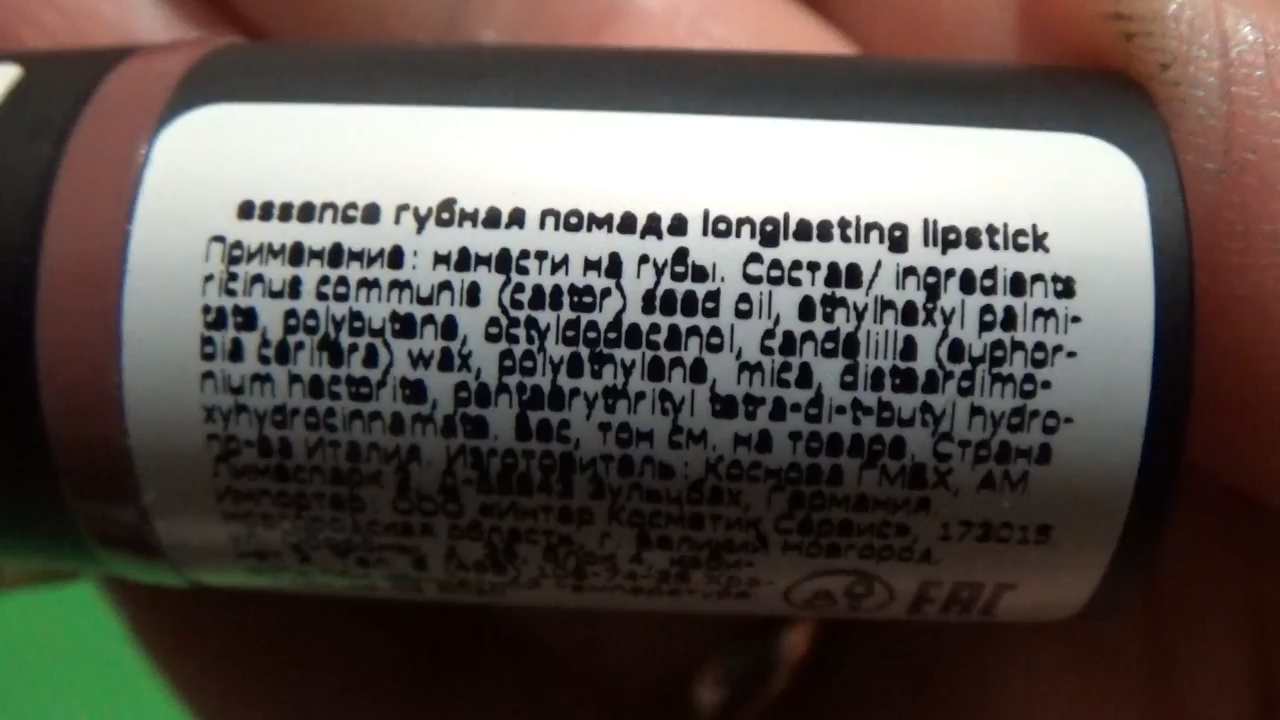 essence губная помада longlasting lipstick
Применение: нанести на губы. Состав/ ingredients
ricinus communis (castor) seed oil, ethylhexyl palmi-
tate, polybutene, octyldodecanol, candelilla (euphor-
bia cerifera) wax, polyethylene, mica, disteardimo-
nium hectorite, pentaerythrityl tetra-di-t-butyl hydro-
xyhydrocinnamate. Вес, тон см. на товаре. Страна
пр-ва Италия. Изготовитель: Коснова ГМБХ, АМ
Лимеспарк Зульцбах, Германия.
Импортер: ООО «Интер Косметик Сервис», 173015
Новгородская область, г. Великий Новгород,
EAC